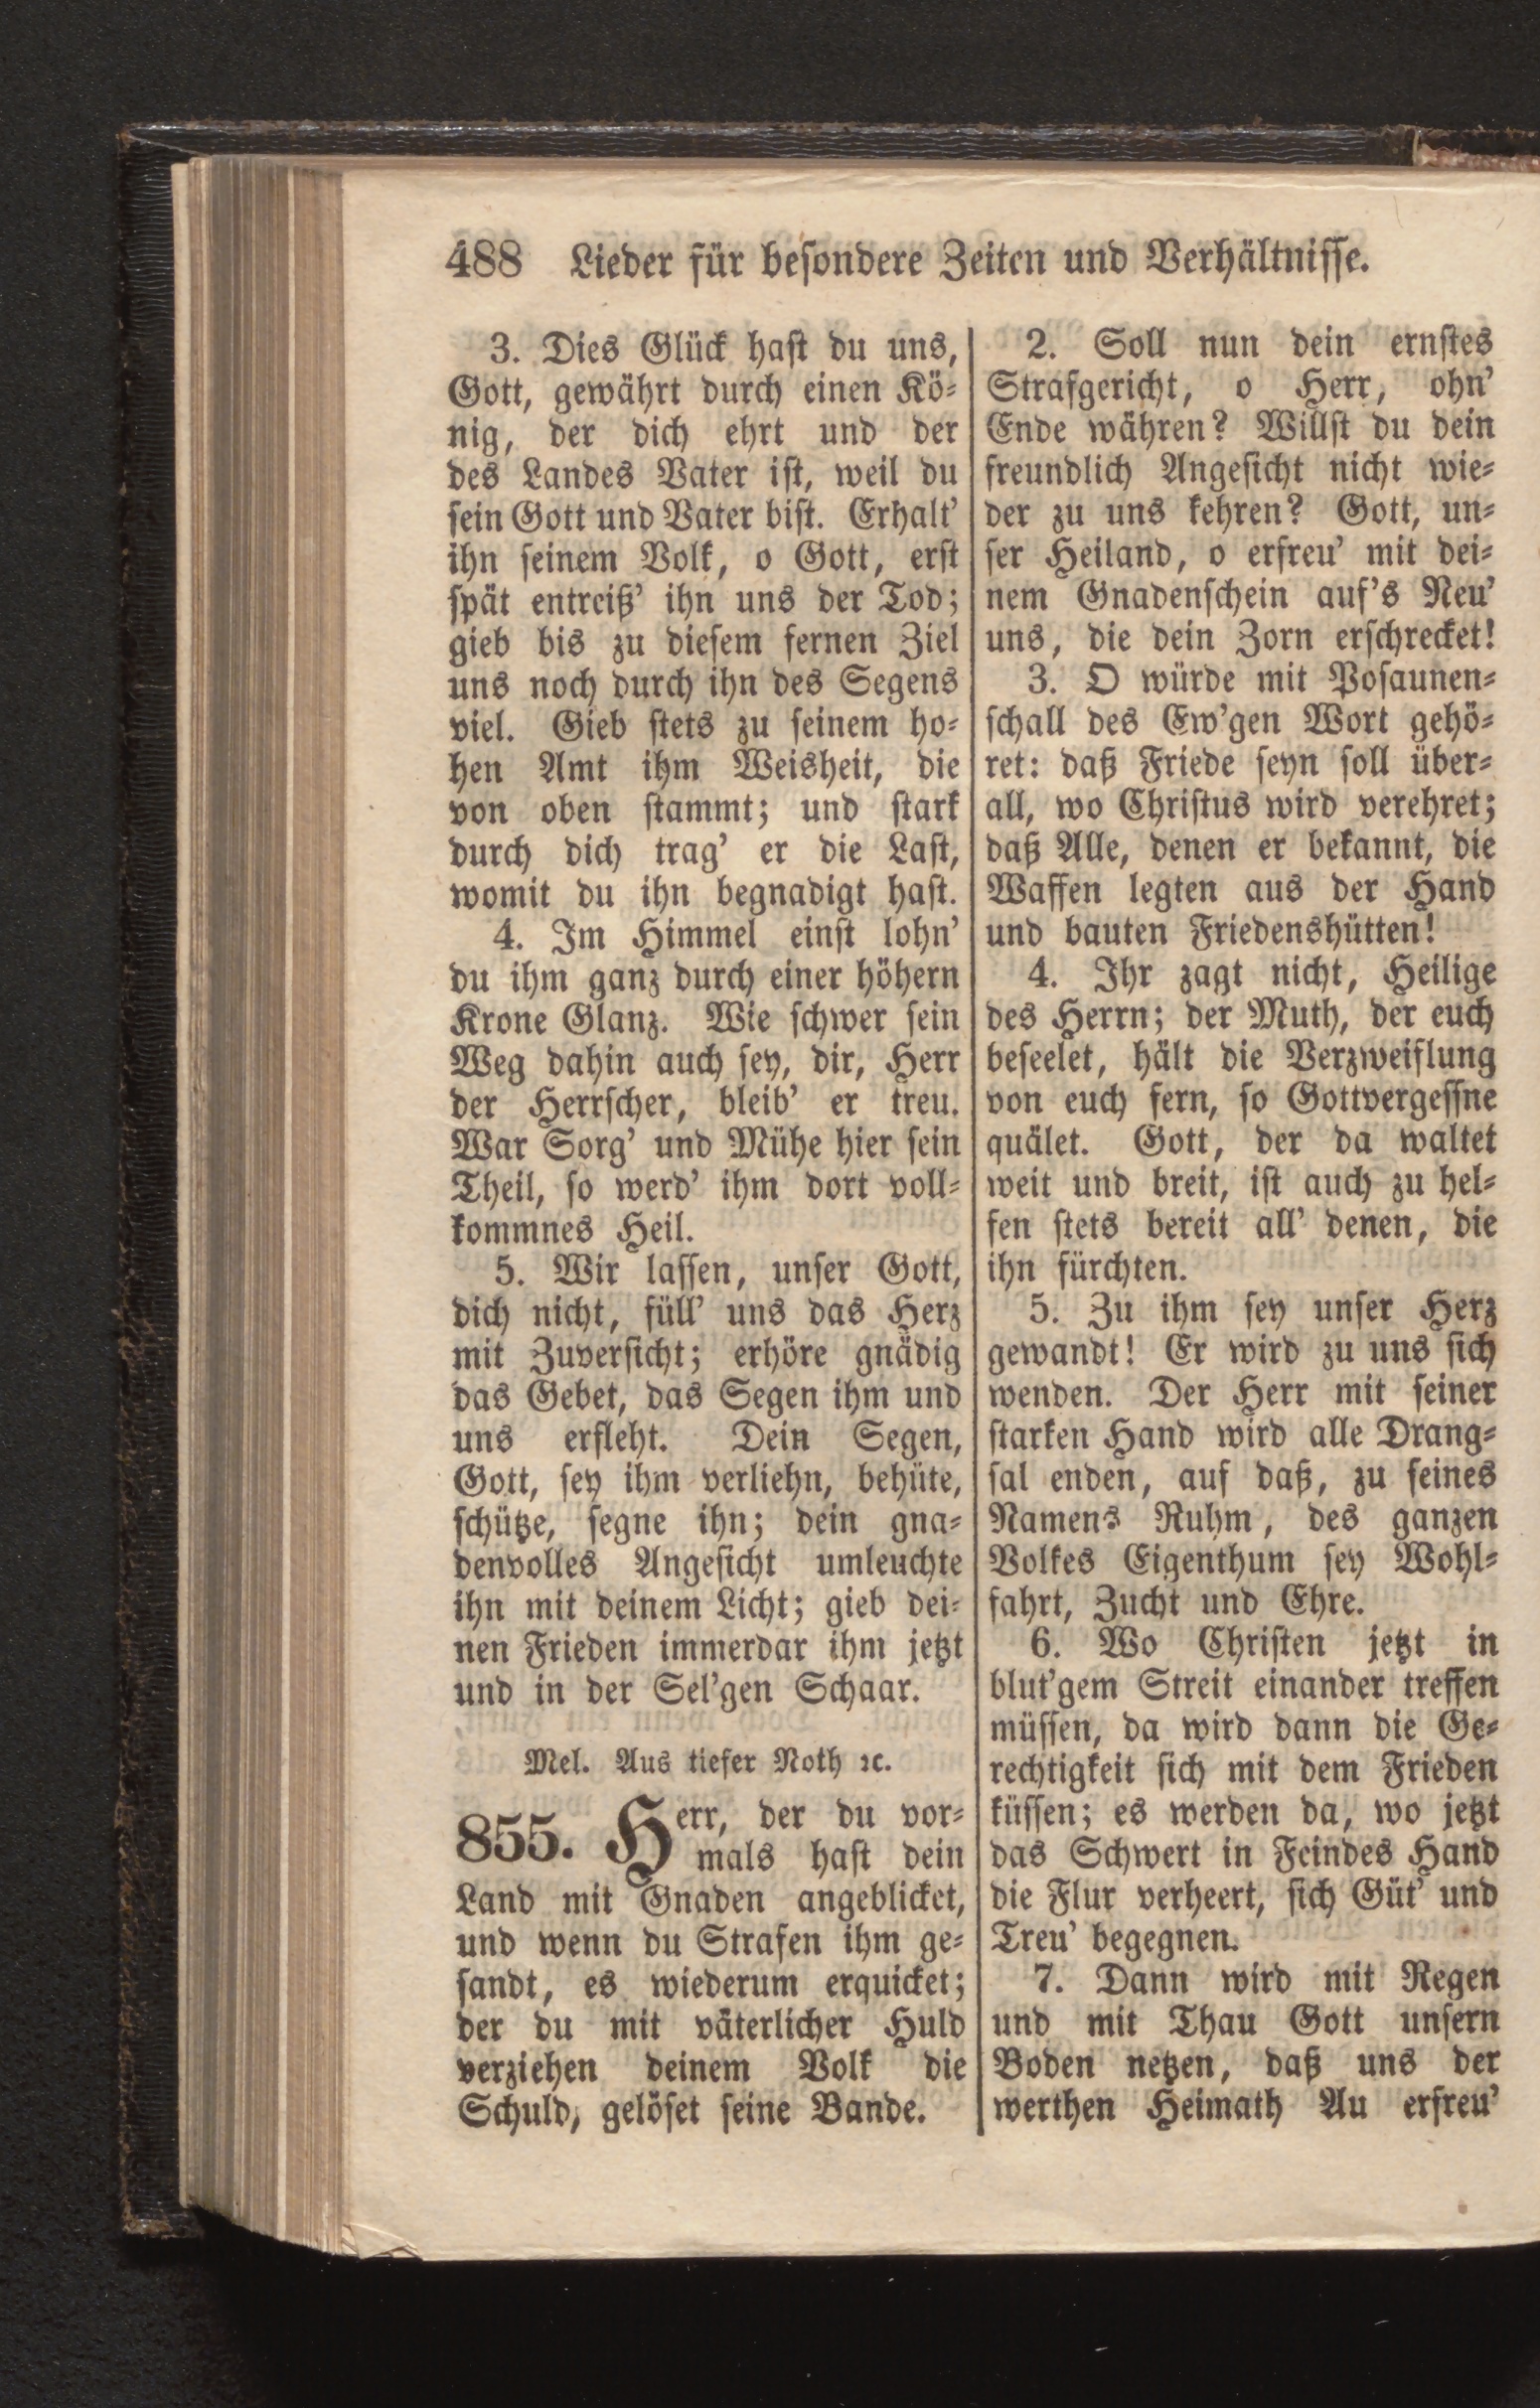 488 Lieder für besondere Zeiten und Verhältnisse.
3. Dies Glück hast du uns,
Gott, gewährt durch einen Kö-
nig, der dich ehrt und der
des Landes Vater ist, weil du
sein Gott und Vater bist. Erhalt'
ihn seinem Volk, o Gott, erst
spät entreiß' ihn uns der Tod;
gieb bis zu diesem fernen Ziel
uns noch durch ihn des Segens
viel. Gieb stets zu seinem ho-
hen Amt ihm Weisheit, die
von oben stammt; und stark
durch dich trag' er die Last,
womit du ihn begnadigt hast.
4. Im Himmel einst lohn'
du ihm ganz durch einer höhern
Krone Glanz. Wie schwer sein
Weg dahin auch sey, dir, Herr
der Herrscher, bleib' er treu.
War Sorg' und Mühe hier sein
Theil, so werd' ihm dort voll-
kommnes Heil.
5. Wir lassen, unser Gott,
dich nicht, füll' uns das Herz
mit Zuversicht; erhöre gnädig
das Gebet, das Segen ihm und
uns erfleht. Dein Segen,
Gott, sey ihm verliehn, behüte,
schütze, segne ihn; dein gna-
denvolles Angesicht umleuchte
ihn mit deinem Licht; gieb dei-
nen Frieden immerdar ihm jetzt
und in der Sel'gen Schaar.
Mel. Aus tiefer Noth ꝛc.
855. Herr, der du vor-
mals hast dein
Land mit Gnaden angeblicket,
und wenn du Strafen ihm ge-
sandt, es wiederum erquicket;
der du mit väterlicher Huld
verziehen deinem Volk die
Schuld, gelöset seine Bande.
2. Soll nun dein ernstes
Strafgericht, o Herr, ohn'
Ende währen? Willst du dein
freundlich Angesicht nicht wie-
der zu uns kehren? Gott, un-
ser Heiland, o erfreu' mit dei-
nem Gnadenschein auf's Neu'
uns, die dein Zorn erschrecket!
3. O würde mit Posaunen-
schall des Ew'gen Wort gehö-
ret: daß Friede seyn soll über-
all, wo Christus wird verehret;
daß Alle, denen er bekannt, die
Waffen legten aus der Hand
und bauten Friedenshütten!
4. Ihr zagt nicht, Heilige
des Herrn; der Muth, der euch
beseelet, hält die Verzweiflung
von euch fern, so Gottvergessne
quälet. Gott, der da waltet
weit und breit, ist auch zu hel-
fen stets bereit all' denen, die
ihn fürchten.
5. Zu ihm sey unser Herz
gewandt! Er wird zu uns sich
wenden. Der Herr mit seiner
starken Hand wird alle Drang-
sal enden, auf daß, zu seines
Namens Ruhm, des ganzen
Volkes Eigenthum sey Wohl-
fahrt, Zucht und Ehre.
6. Wo Christen jetzt in
blut'gem Streit einander treffen
müssen, da wird dann die Ge-
rechtigkeit sich mit dem Frieden
küssen; es werden da, wo jetzt
das Schwert in Feindes Hand
die Flur verheert, sich Güt' und
Treu' begegnen.
7. Dann wird mit Regen
und mit Thau Gott unsern
Boden netzen, daß uns der
werthen Heimath Au erfreu'